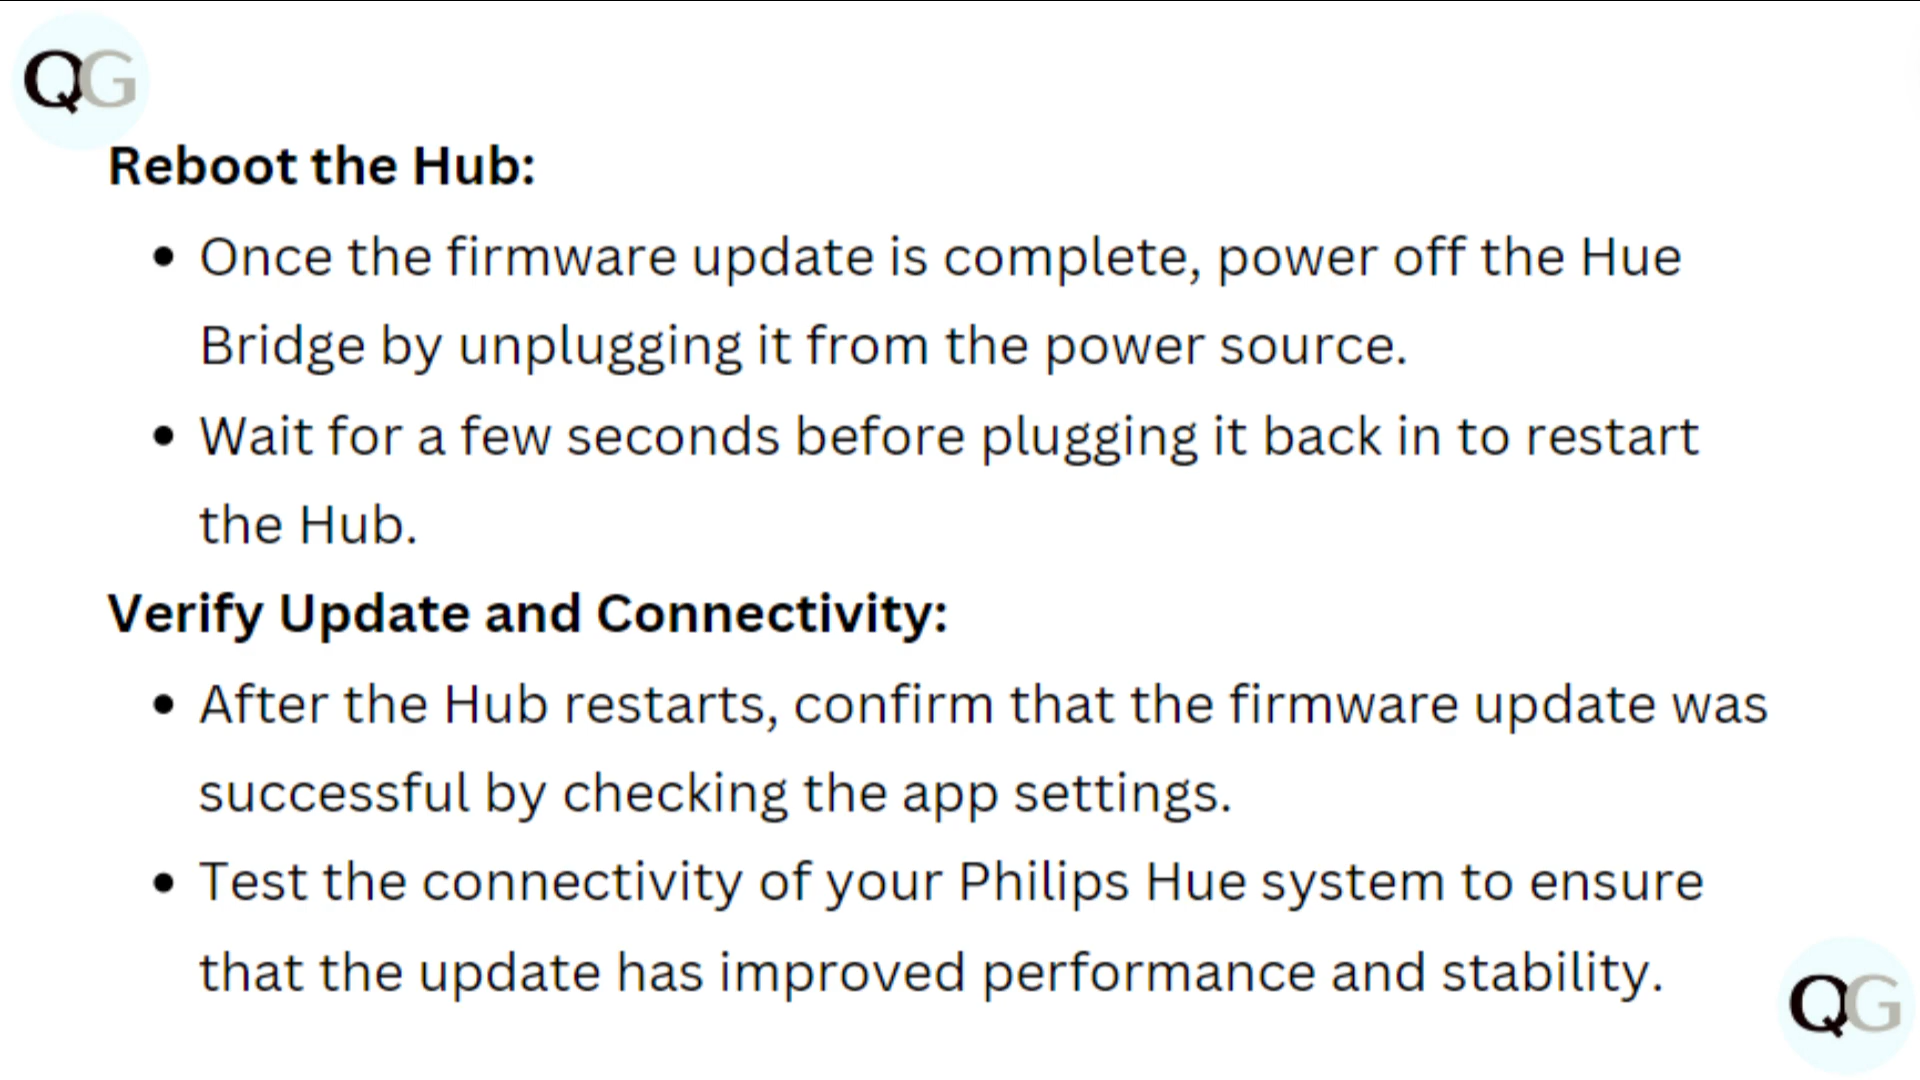 QG
Reboot the Hub:
• Once the firmware update is complete, power off the Hue
Bridge by unplugging it from the power source.
• Wait for a few seconds before plugging it back in to restart
the Hub.
Verify Update and Connectivity:
• After the Hub restarts, confirm that the firmware update was
successful by checking the app settings.
• Test the connectivity of your Philips Hue system to ensure
that the update has improved performance and stability.
QG